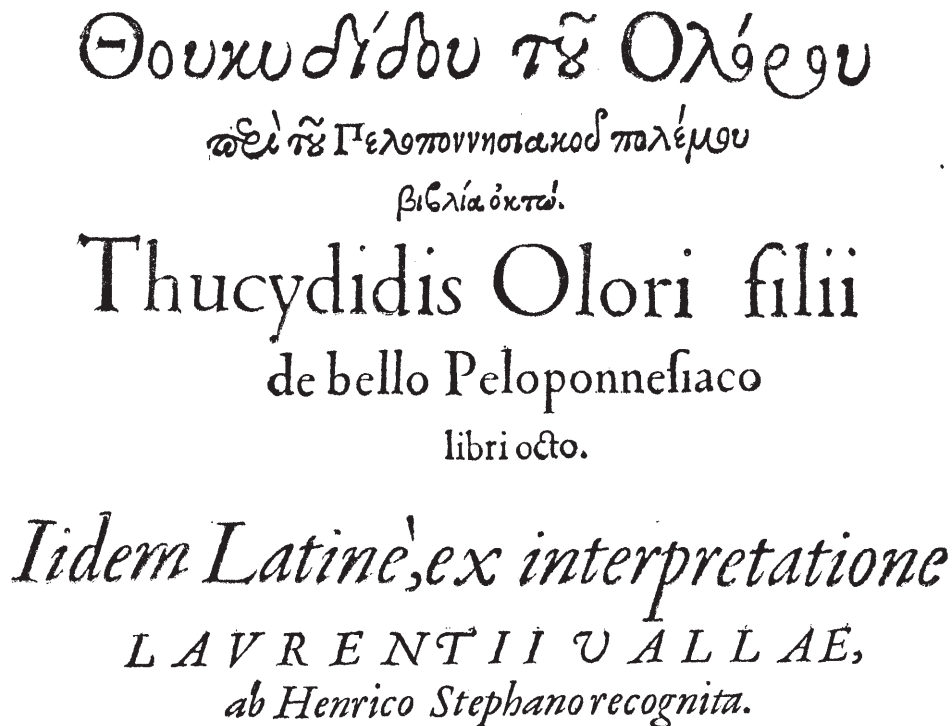 Θουκυδίδου τοῦ Ολόρου
περὶ τοῦ Πελοποννησιακοῦ πολέμου
βιβλία ὀκτώ.
Thucydidis Olori filii
de bello Peloponneſiaco
libri octo.
Iidem Latinè, ex interpretatione
LAVRENTII VALLAE,
ab Henrico Stephano recognita.